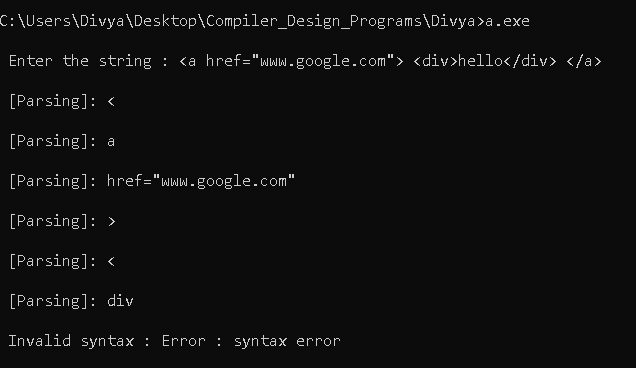 C:\Users\Divya\Desktop\Compiler_Design_Programs\Divya>a.exe
Enter the string : <a href="www.google.com"> <div>hello</div> </a>
[Parsing]: <
[Parsing]: a
[Parsing]: href="www.google.com"
[Parsing]: >
[Parsing]: <
[Parsing]: div
Invalid syntax : Error : syntax error